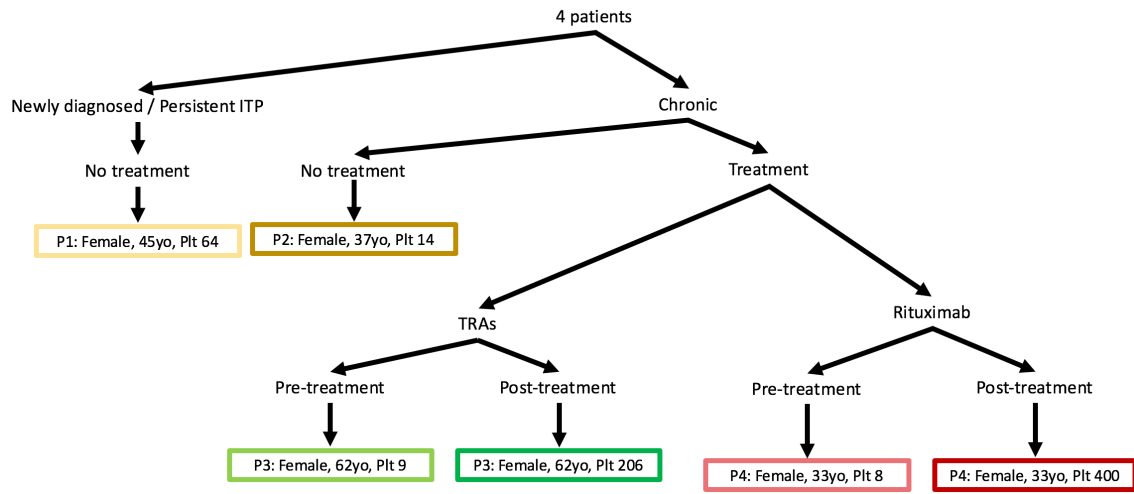 4 patients
Newly diagnosed / Persistent ITP
Chronic
No treatment
No treatment
Treatment
P1: Female, 45yo, Plt 64
P2: Female, 37yo, Plt 14
TRAs
Rituximab
Pre-treatment
Post-treatment
Pre-treatment
Post-treatment
P3: Female, 62yo, Plt 9
P3: Female, 62yo, Plt 206
P4: Female, 33yo, Plt 8
P4: Female, 33yo, Plt 400